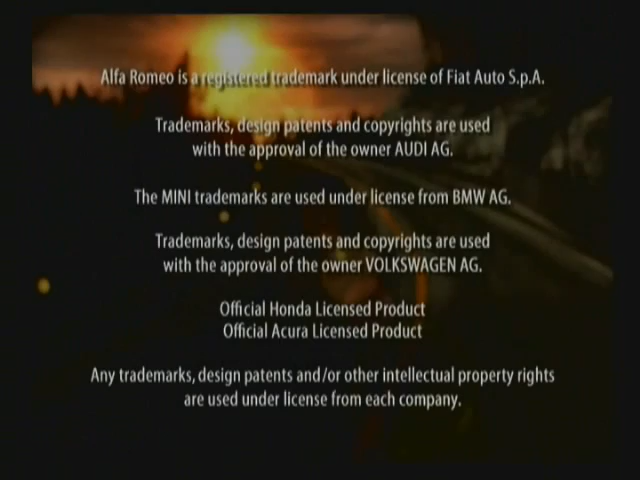 Alfa Romeo is a registered trademark under license of Fiat Auto S.p.A.
Trademarks, design patents and copyrights are used
with the approval of the owner AUDI AG.
The MINI trademarks are used under license from BMW AG.
Trademarks, design patents and copyrights are used
with the approval of the owner VOLKSWAGEN AG.
Official Honda Licensed Product
Official Acura Licensed Product
Any trademarks, design patents and/or other intellectual property rights
are used under license from each company.